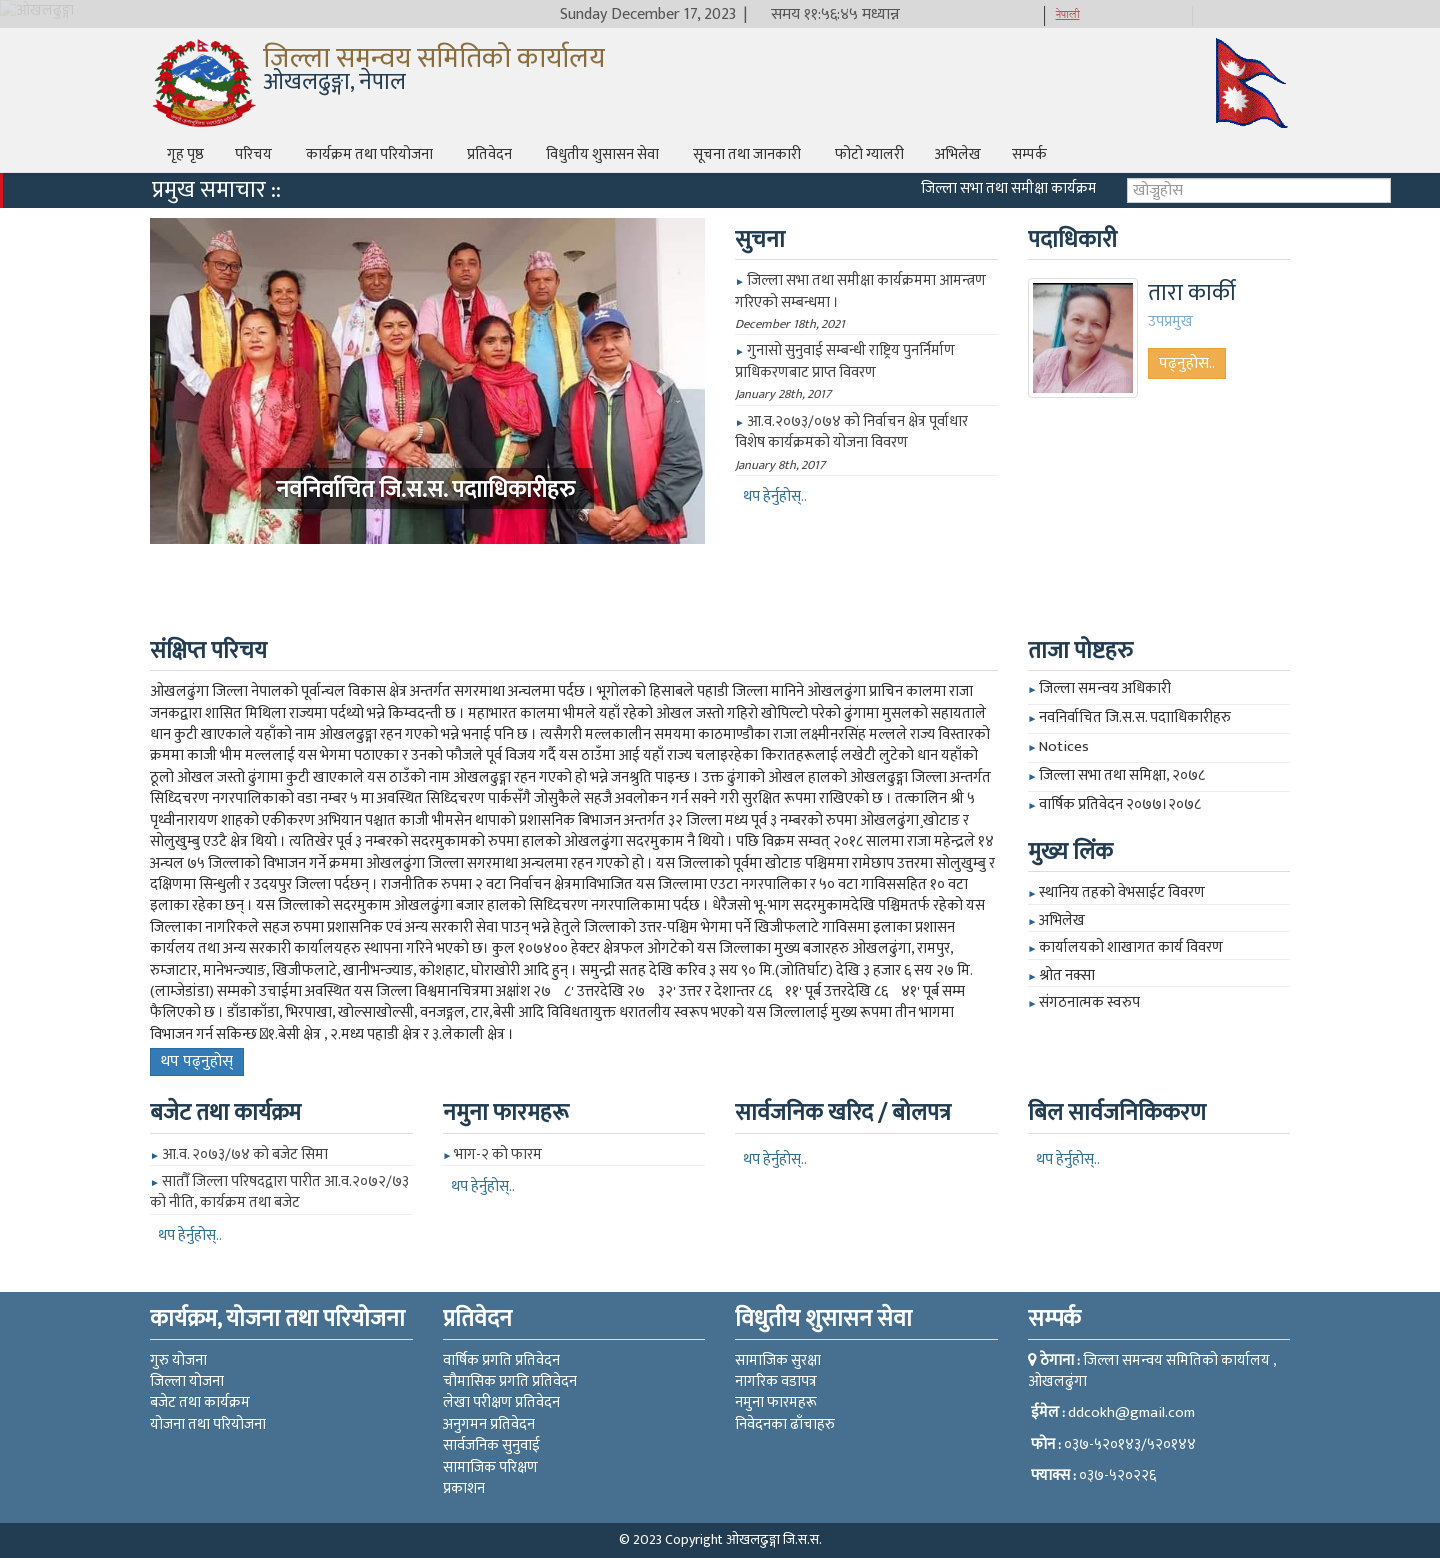 ओखलढुङ्गा
Sunday December 17, 2023 | समय ११:५६:४५ मध्यान्न
| नेपाली
जिल्ला समन्वय समितिको कार्यालय
ओखलढुङ्गा, नेपाल
गृह पृष्ठ परिचय कार्यक्रम तथा परियोजना प्रतिवेदन विधुतीय शुसासन सेवा सूचना तथा जानकारी फोटो ग्यालरी अभिलेख सम्पर्क
प्रमुख समाचार :: जिल्ला सभा तथा समीक्षा कार्यक्रम खोज्नुहोस
नवनिर्वाचित जि.स.स. पदााधिकारीहरु
सुचना
▸ जिल्ला सभा तथा समीक्षा कार्यक्रममा आमन्त्रण
गरिएको सम्बन्धमा ।
December 18th, 2021
▸ गुनासो सुनुवाई सम्बन्धी राष्ट्रिय पुनर्निर्माण
प्राधिकरणबाट प्राप्त विवरण
January 28th, 2017
▸ आ.व.२०७३/०७४ को निर्वाचन क्षेत्र पूर्वाधार
विशेष कार्यक्रमको योजना विवरण
January 8th, 2017
थप हेर्नुहोस्..
पदाधिकारी
तारा कार्की
उपप्रमुख
पढ्नुहोस..
संक्षिप्त परिचय
ओखलढुंगा जिल्ला नेपालको पूर्वान्चल विकास क्षेत्र अन्तर्गत सगरमाथा अन्चलमा पर्दछ । भूगोलको हिसाबले पहाडी जिल्ला मानिने ओखलढुंगा प्राचिन कालमा राजा
जनकद्वारा शासित मिथिला राज्यमा पर्दथ्यो भन्ने किम्वदन्ती छ । महाभारत कालमा भीमले यहाँ रहेको ओखल जस्तो गहिरो खोपिल्टो परेको ढुंगामा मुसलको सहायताले
धान कुटी खाएकाले यहाँको नाम ओखलढुङ्गा रहन गएको भन्ने भनाई पनि छ । त्यसैगरी मल्लकालीन समयमा काठमाण्डौका राजा लक्ष्मीनरसिंह मल्लले राज्य विस्तारको
क्रममा काजी भीम मल्ललाई यस भेगमा पठाएका र उनको फौजले पूर्व विजय गर्दै यस ठाउँमा आई यहाँ राज्य चलाइरहेका किरातहरूलाई लखेटी लुटेको धान यहाँको
ठूलो ओखल जस्तो ढुंगामा कुटी खाएकाले यस ठाउँको नाम ओखलढुङ्गा रहन गएको हो भन्ने जनश्रुति पाइन्छ । उक्त ढुंगाको ओखल हालको ओखलढुङ्गा जिल्ला अन्तर्गत
सिध्दिचरण नगरपालिकाको वडा नम्बर ५ मा अवस्थित सिध्दिचरण पार्कसँगै जोसुकैले सहजै अवलोकन गर्न सक्ने गरी सुरक्षित रूपमा राखिएको छ । तत्कालिन श्री ५
पृथ्वीनारायण शाहको एकीकरण अभियान पश्चात काजी भीमसेन थापाको प्रशासनिक बिभाजन अन्तर्गत ३२ जिल्ला मध्य पूर्व ३ नम्बरको रुपमा ओखलढुंगा¸खोटाङ र
सोलुखुम्बु एउटै क्षेत्र थियो । त्यतिखेर पूर्व ३ नम्बरको सदरमुकामको रुपमा हालको ओखलढुंगा सदरमुकाम नै थियो । पछि विक्रम सम्वत् २०१८ सालमा राजा महेन्द्रले १४
अन्चल ७५ जिल्लाको विभाजन गर्ने क्रममा ओखलढुंगा जिल्ला सगरमाथा अन्चलमा रहन गएको हो । यस जिल्लाको पूर्वमा खोटाङ पश्चिममा रामेछाप उत्तरमा सोलुखुम्बु र
दक्षिणमा सिन्धुली र उदयपुर जिल्ला पर्दछन् । राजनीतिक रुपमा २ वटा निर्वाचन क्षेत्रमाविभाजित यस जिल्लामा एउटा नगरपालिका र ५० वटा गाविससहित १० वटा
इलाका रहेका छन् । यस जिल्लाको सदरमुकाम ओखलढुंगा बजार हालको सिध्दिचरण नगरपालिकामा पर्दछ । धेरैजसो भू-भाग सदरमुकामदेखि पश्चिमतर्फ रहेको यस
जिल्लाका नागरिकले सहज रुपमा प्रशासनिक एवं अन्य सरकारी सेवा पाउन् भन्ने हेतुले जिल्लाको उत्तर-पश्चिम भेगमा पर्ने खिजीफलाटे गाविसमा इलाका प्रशासन
कार्यालय तथा अन्य सरकारी कार्यालयहरु स्थापना गरिने भएको छ। कुल १०७४०० हेक्टर क्षेत्रफल ओगटेको यस जिल्लाका मुख्य बजारहरु ओखलढुंगा, रामपुर,
रुम्जाटार, मानेभन्ज्याङ, खिजीफलाटे, खानीभन्ज्याङ, कोशहाट, घोराखोरी आदि हुन् । समुन्द्री सतह देखि करिव ३ सय ९० मि.(जोतिर्घाट) देखि ३ हजार ६ सय २७ मि.
(लाम्जेडांडा) सम्मको उचाईमा अवस्थित यस जिल्ला विश्वमानचित्रमा अक्षांश २७ ८' उत्तरदेखि २७ ३२' उत्तर र देशान्तर ८६ ११' पूर्ब उत्तरदेखि ८६ ४१' पूर्ब सम्म
फैलिएको छ । डाँडाकाँडा, भिरपाखा, खोल्साखोल्सी, वनजङ्गल, टार,बेसी आदि विविधतायुक्त धरातलीय स्वरूप भएको यस जिल्लालाई मुख्य रूपमा तीन भागमा
विभाजन गर्न सकिन्छ १.बेसी क्षेत्र , २.मध्य पहाडी क्षेत्र र ३.लेकाली क्षेत्र ।
थप पढ्नुहोस्
ताजा पोष्टहरु
▸ जिल्ला समन्वय अधिकारी
▸ नवनिर्वाचित जि.स.स. पदााधिकारीहरु
▸ Notices
▸ जिल्ला सभा तथा समिक्षा, २०७८
▸ वार्षिक प्रतिवेदन २०७७।२०७८
मुख्य लिंक
▸ स्थानिय तहको वेभसाईट विवरण
▸ अभिलेख
▸ कार्यालयको शाखागत कार्य विवरण
▸ श्रोत नक्सा
▸ संगठनात्मक स्वरुप
बजेट तथा कार्यक्रम
▸ आ.व. २०७३/७४ को बजेट सिमा
▸ सातौँ जिल्ला परिषदद्वारा पारीत आ.व.२०७२/७३
को नीति, कार्यक्रम तथा बजेट
थप हेर्नुहोस्..
नमुना फारमहरू
▸ भाग-२ को फारम
थप हेर्नुहोस्..
सार्वजनिक खरिद / बोलपत्र
थप हेर्नुहोस्..
बिल सार्वजनिकिकरण
थप हेर्नुहोस्..
कार्यक्रम, योजना तथा परियोजना
गुरु योजना
जिल्ला योजना
बजेट तथा कार्यक्रम
योजना तथा परियोजना
प्रतिवेदन
वार्षिक प्रगति प्रतिवेदन
चौमासिक प्रगति प्रतिवेदन
लेखा परीक्षण प्रतिवेदन
अनुगमन प्रतिवेदन
सार्वजनिक सुनुवाई
सामाजिक परिक्षण
प्रकाशन
विधुतीय शुसासन सेवा
सामाजिक सुरक्षा
नागरिक वडापत्र
नमुना फारमहरू
निवेदनका ढाँचाहरु
सम्पर्क
ठेगाना : जिल्ला समन्वय समितिको कार्यालय ,
ओखलढुंगा
ईमेल : ddcokh@gmail.com
फोन : ०३७-५२०१४३/५२०१४४
फ्याक्स : ०३७-५२०२२६
© 2023 Copyright ओखलढुङ्गा जि.स.स.